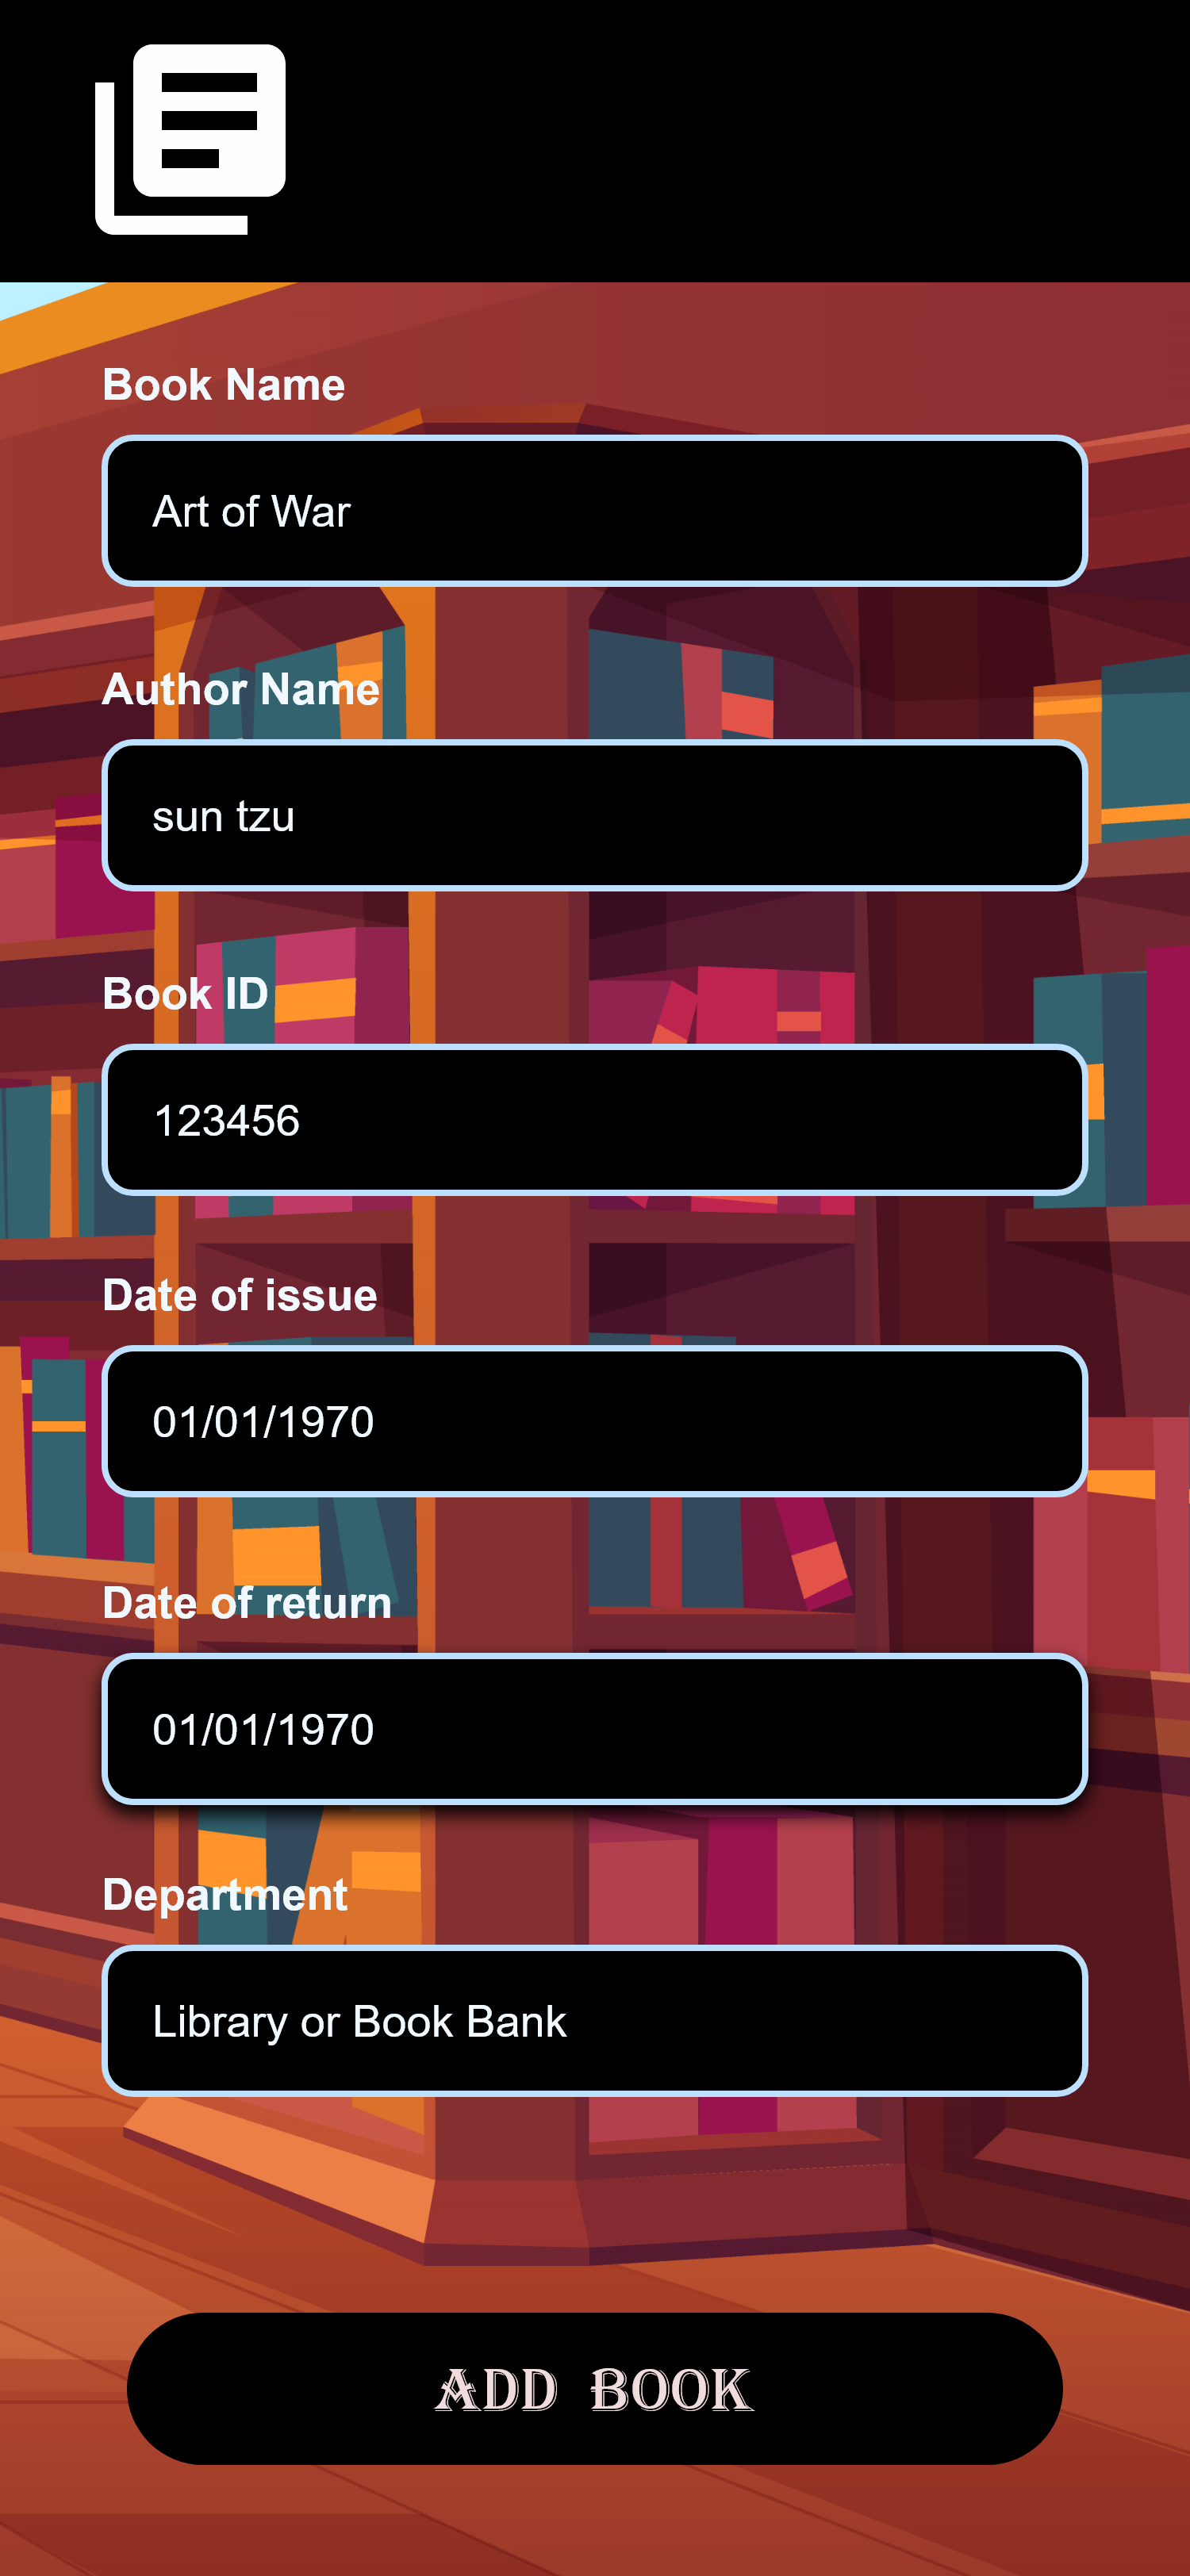 Book Name
Art of War
Author Name
sun tzu
Book ID
123456
Date of issue
01/01/1970
Date of return
01/01/1970
Department
Library or Book Bank
ADD BOOK